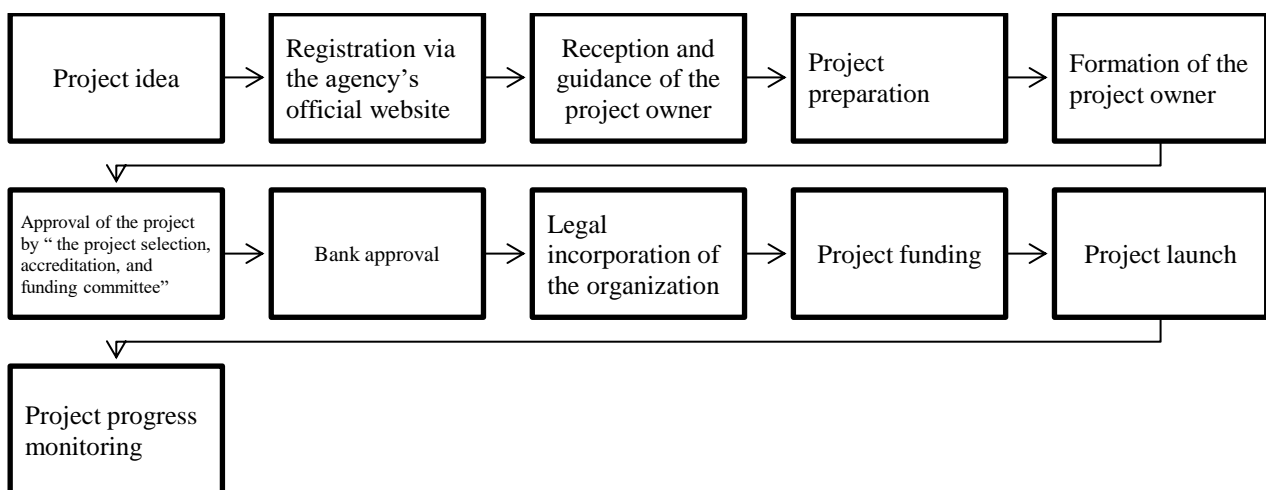 Project idea
Registration via
the agency’s
official website
Reception and
guidance of the
project owner
Project
preparation
Formation of the
project owner
Approval of the project
by “ the project selection,
accreditation, and
funding committee”
Bank approval
Legal
incorporation of
the organization
Project funding
Project launch
Project progress
monitoring